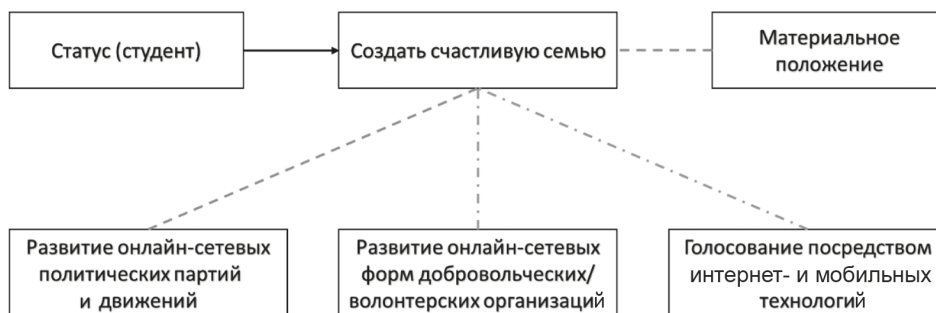 Статус (студент)
Создать счастливую семью
Материальное
положение
Развитие онлайн-сетевых
политических партий
и движений
Развитие онлайн-сетевых
форм добровольческих/
волонтерских организаций
Голосование посредством
интернет- и мобильных
технологий